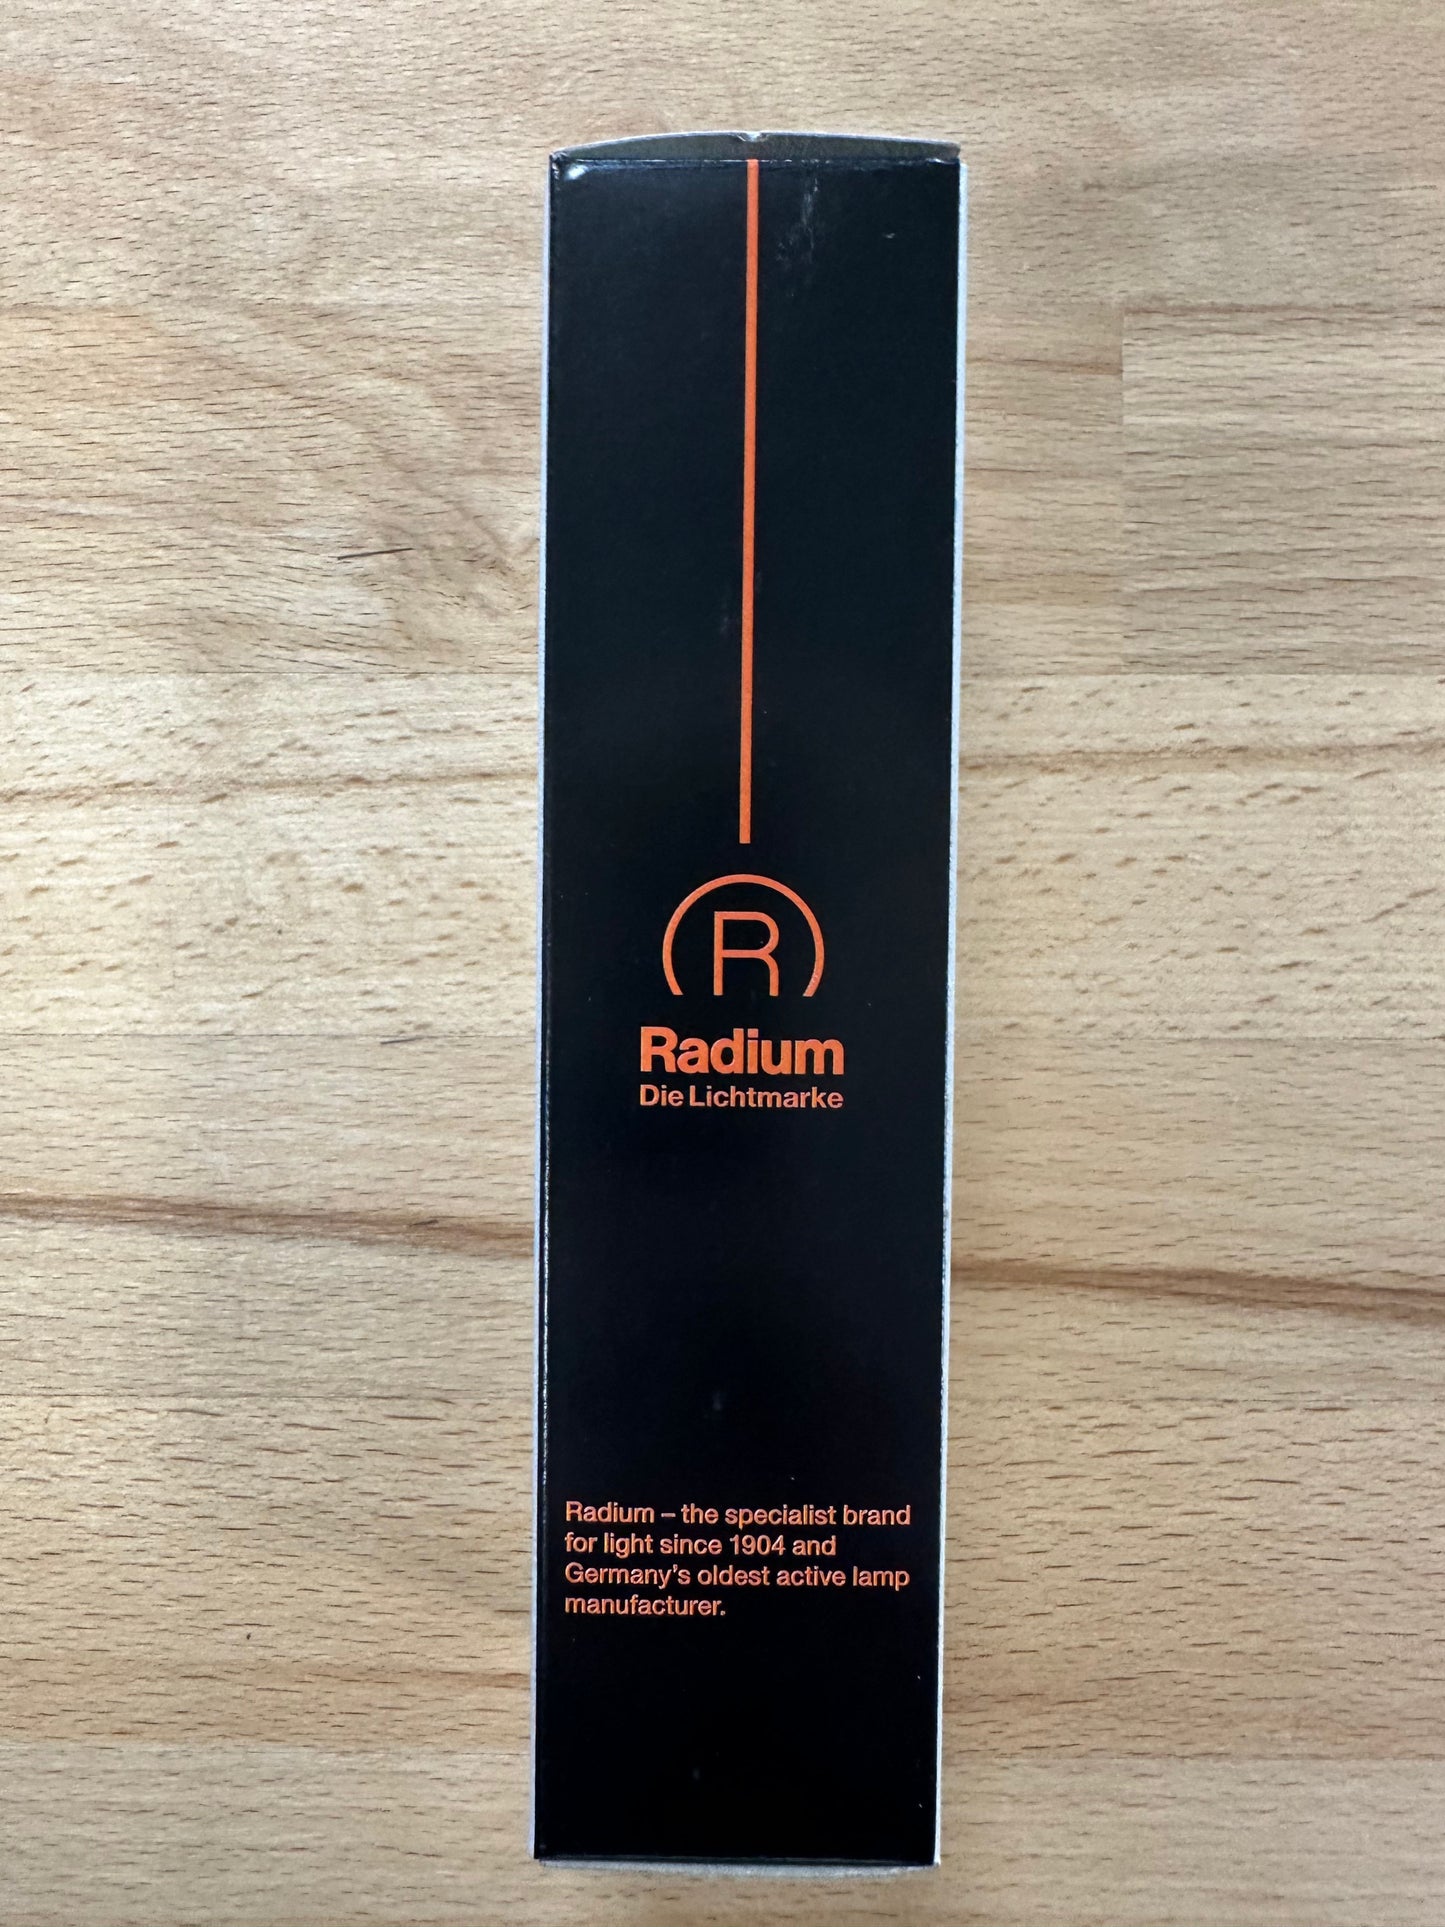 R
Radium
Die Lichtmarke
Radium – the specialist brand
for light since 1904 and
Germany's oldest active lamp
manufacturer.